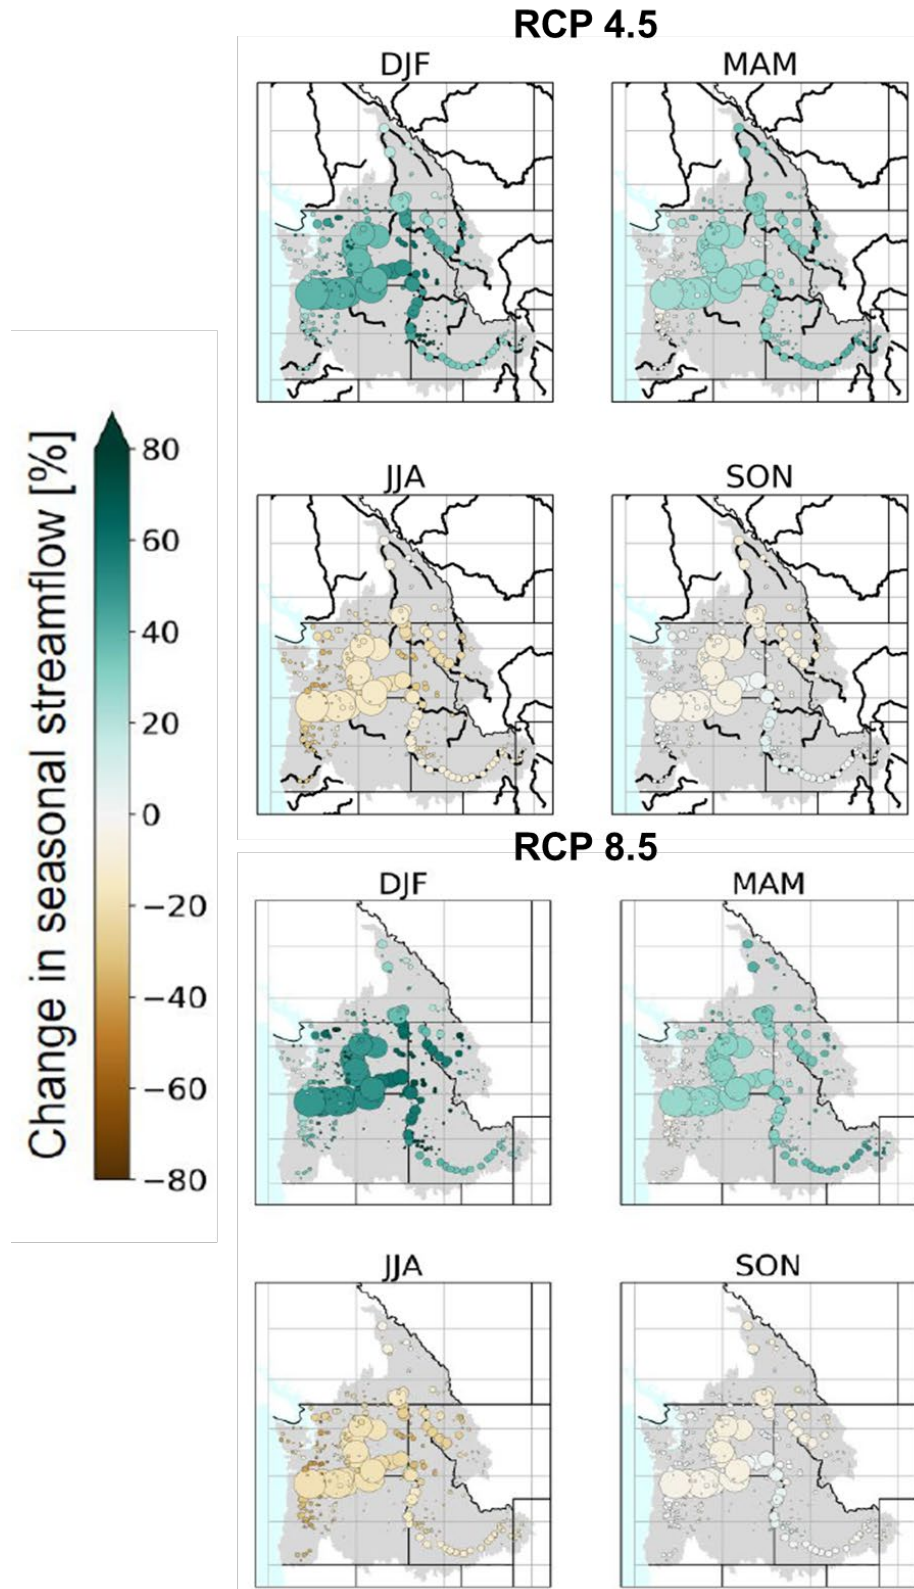 RCP 4.5
DJF
MAM
JJA
SON
Change in seasonal streamflow [%]
80
60
40
20
0
−20
−40
−60
−80
RCP 8.5
DJF
MAM
JJA
SON